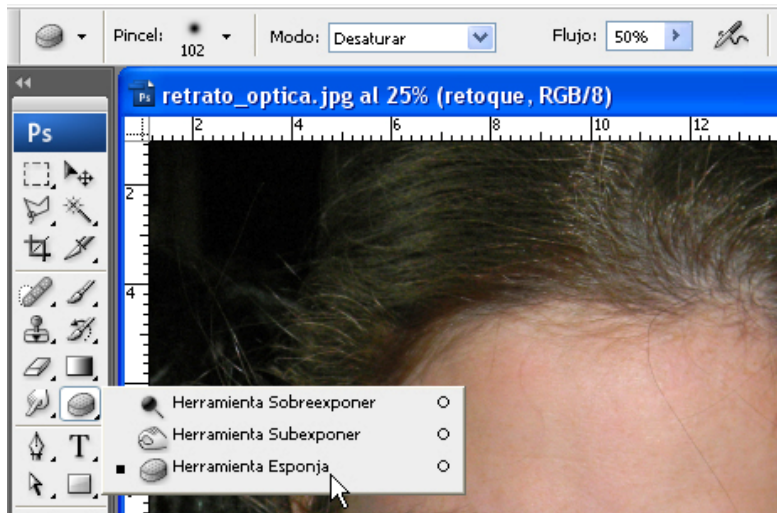 Pincel: 102 Modo: Desaturar Flujo: 50%
retrato_optica.jpg al 25% (retoque, RGB/8)
Ps
2 4 6 8 10 12
2
4
Herramienta Sobreexponer O
Herramienta Subexponer O
Herramienta Esponja O
T